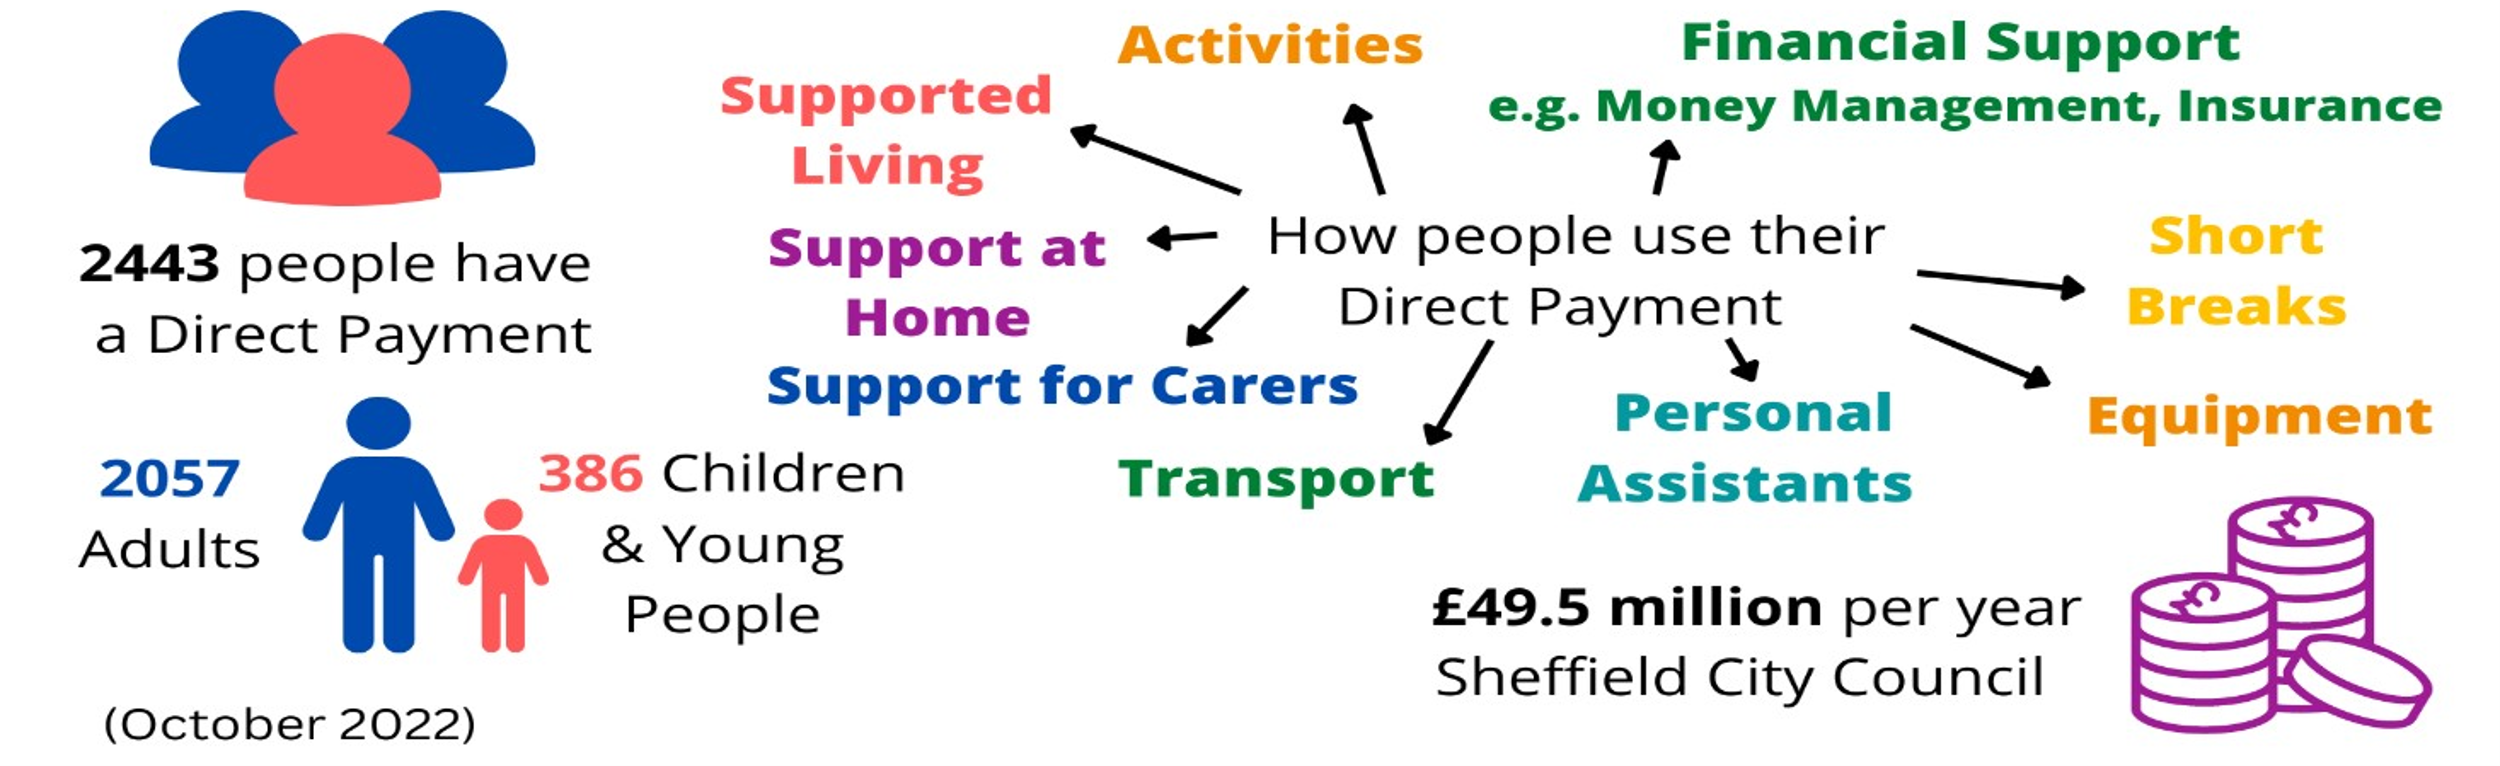 2443 people have
a Direct Payment
2057
Adults
386 Children
& Young
People
(October 2022)
How people use their
Direct Payment
Supported
Living
Activities
Financial Support
e.g. Money Management, Insurance
Short
Breaks
Equipment
Personal
Assistants
Transport
Support for Carers
Support at
Home
£49.5 million per year
Sheffield City Council
£
£